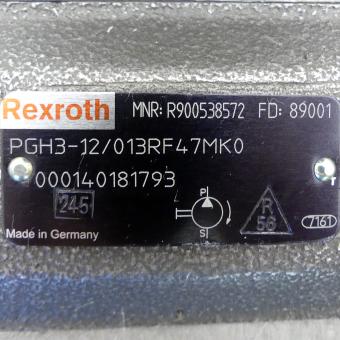 Rexroth MNR: R900538572 FD: 89001
PGH3-12/013RF47MK0
000140181793
245
P
S
R
56
7161
Made in Germany